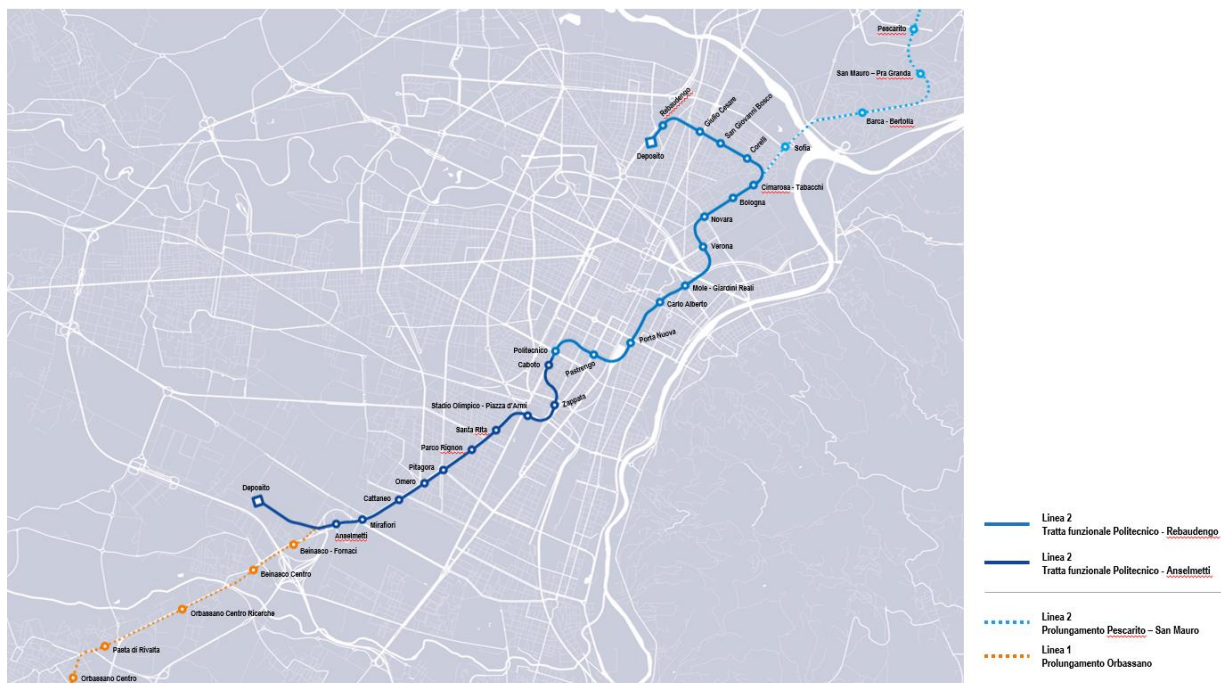 Pescarito
San Mauro – Pra Granda
Barca - Bertolla
Sofia
Rebaudengo
Giulio Cesare
San Giovanni Bosco
Corelli
Deposito
Cimarosa - Tabacchi
Bologna
Novara
Verona
Mole - Giardini Reali
Carlo Alberto
Porta Nuova
Pastrengo
Politecnico
Caboto
Zappata
Stadio Olimpico - Piazza d'Armi
Santa Rita
Parco Rignon
Pitagora
Omero
Cattaneo
Mirafiori
Anselmetti
Deposito
Beinasco - Fornaci
Beinasco Centro
Orbassano Centro Ricerche
Pasta di Rivalta
Orbassano Centro
Linea 2
Tratta funzionale Politecnico - Rebaudengo
Linea 2
Tratta funzionale Politecnico - Anselmetti
Linea 2
Prolungamento Pescarito – San Mauro
Linea 1
Prolungamento Orbassano